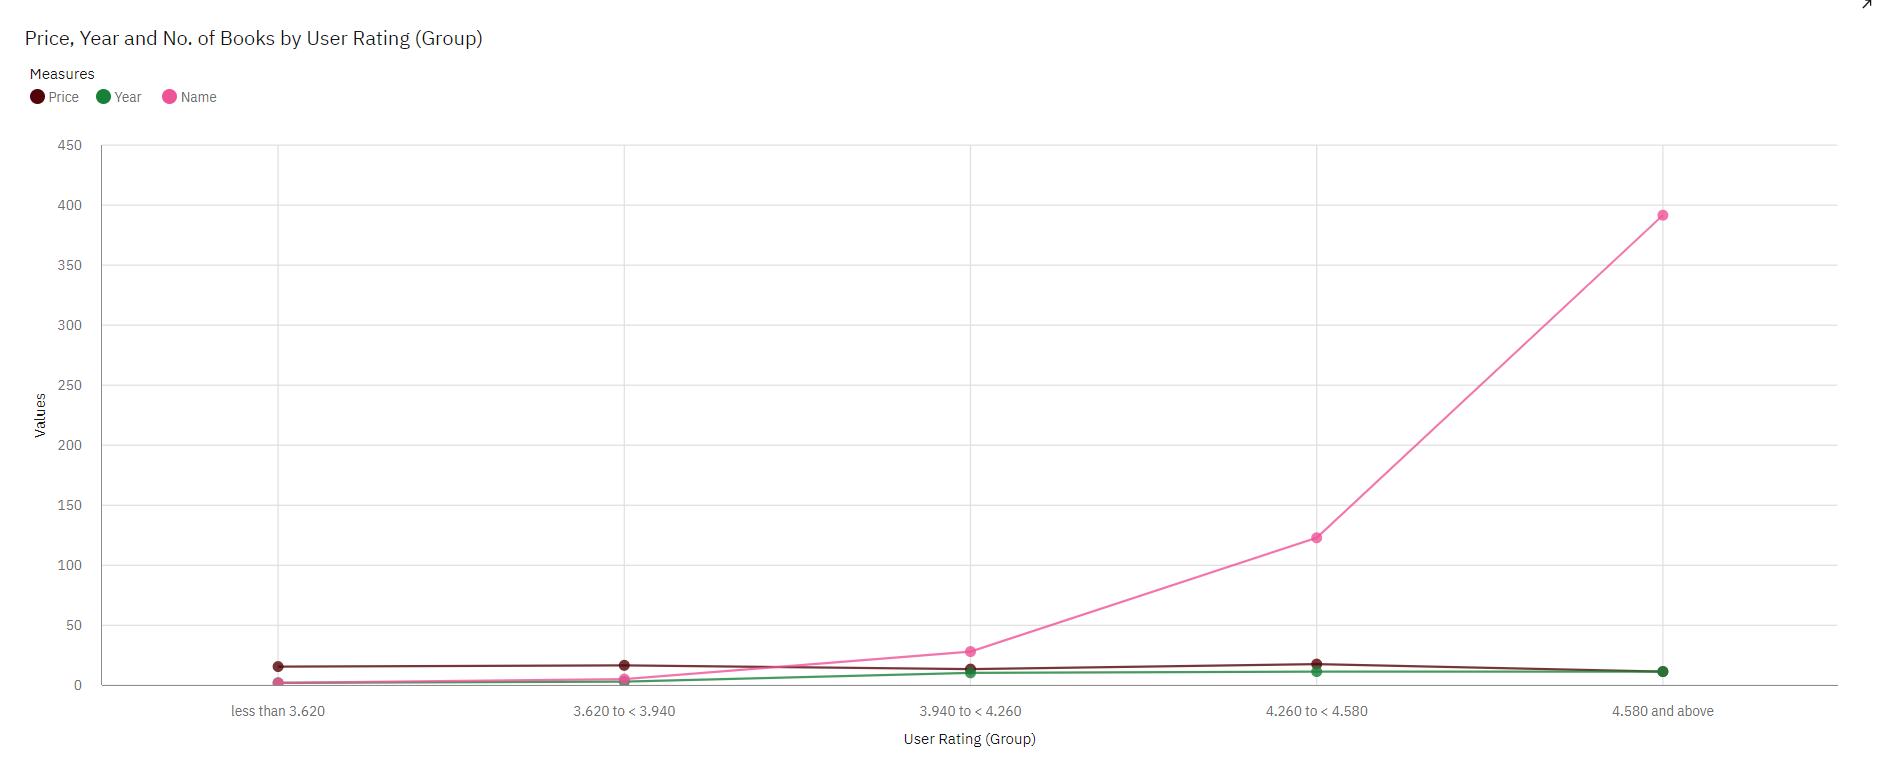 Price, Year and No. of Books by User Rating (Group)
Measures
Price Year Name
450
400
350
300
250
200
150
100
50
0
Values
less than 3.620 3.620 to < 3.940 3.940 to < 4.260 4.260 to < 4.580 4.580 and above
User Rating (Group)